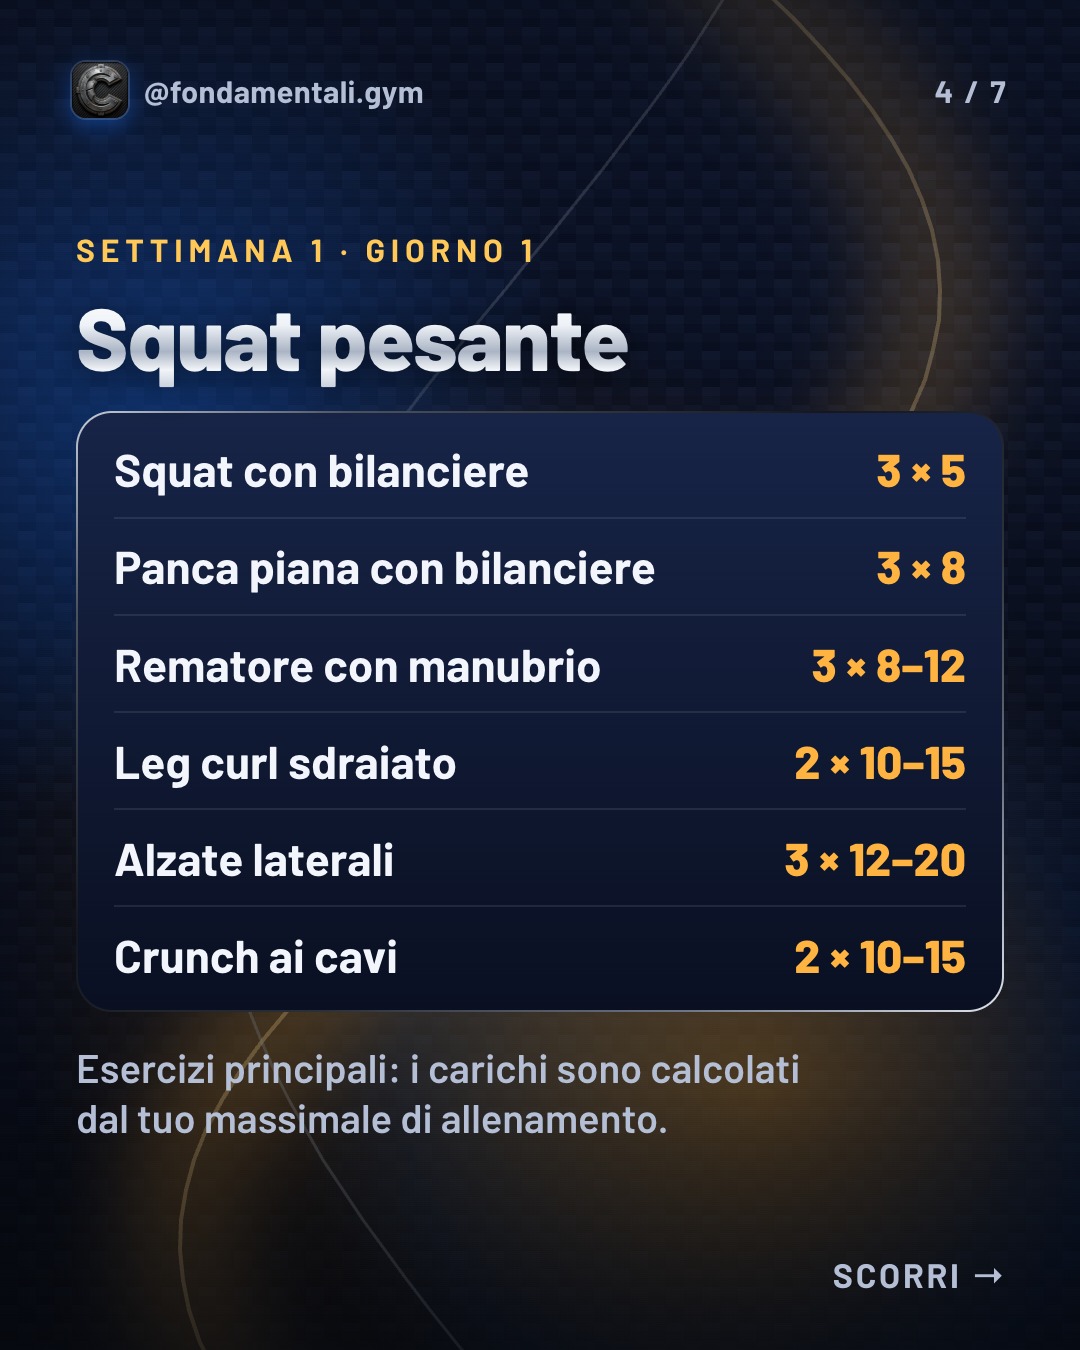 @fondamentali.gym
4 / 7
SETTIMANA 1 · GIORNO 1
Squat pesante
Squat con bilanciere 3 × 5
Panca piana con bilanciere 3 × 8
Rematore con manubrio 3 × 8–12
Leg curl sdraiato 2 × 10–15
Alzate laterali 3 × 12–20
Crunch ai cavi 2 × 10–15
Esercizi principali: i carichi sono calcolati
dal tuo massimale di allenamento.
SCORRI →